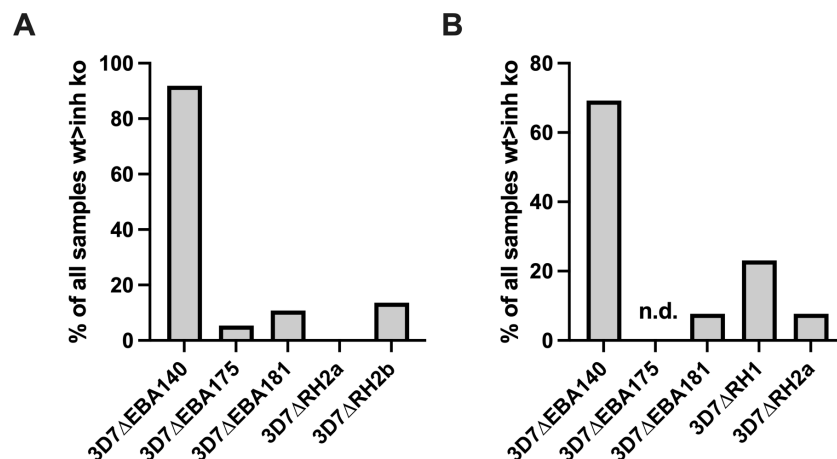 A
% of all samples wt>inh ko
100
80
60
40
20
0
3D7ΔEBA140
3D7ΔEBA175
3D7ΔEBA181
3D7ΔRH2a
3D7ΔRH2b
B
% of all samples wt>inh ko
80
60
40
20
0
n.d.
3D7ΔEBA140
3D7ΔEBA175
3D7ΔEBA181
3D7ΔRH1
3D7ΔRH2a